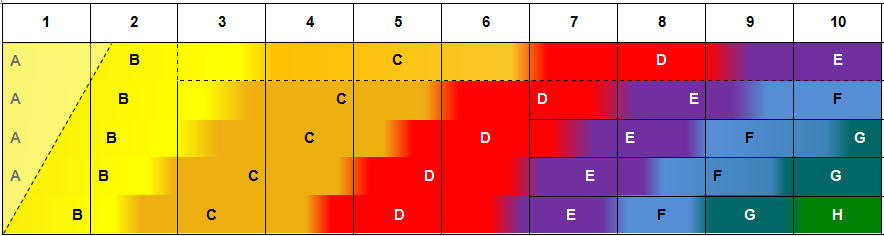 1 2 3 4 5 6 7 8 9 10
A B C D E
A B C D E F
A B C D E F G
A B C D E F G
B C D E F G H